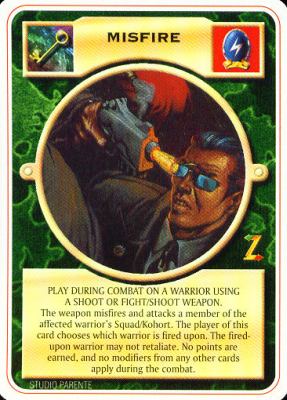 MISFIRE
Z
PLAY DURING COMBAT ON A WARRIOR USING
A SHOOT OR FIGHT/SHOOT WEAPON.
The weapon misfires and attacks a member of the
affected warrior's Squad/Kohort. The player of this
card chooses which warrior is fired upon. The fired-
upon warrior may not retaliate. No points are
earned, and no modifiers from any other cards
apply during the combat.
STUDIO PARENTE